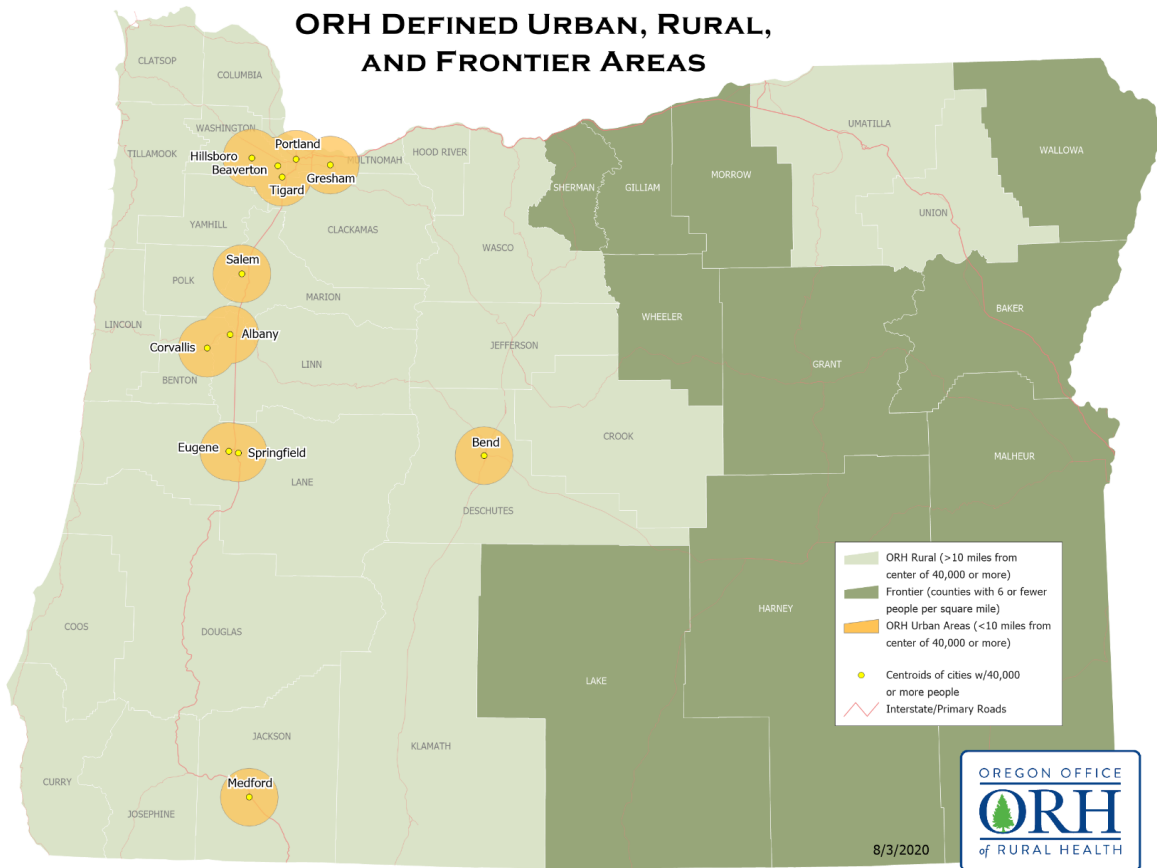 ORH DEFINED URBAN, RURAL,
AND FRONTIER AREAS
CLATSOP
COLUMBIA
WASHINGTON
TILLAMOOK
Hillsboro
Portland
Beaverton
Tigard
Gresham
MULTNOMAH
HOOD RIVER
SHERMAN
GILLIAM
MORROW
UMATILLA
WALLOWA
UNION
YAMHILL
CLACKAMAS
WASCO
Salem
POLK
MARION
LINCOLN
Albany
Corvallis
BENTON
LINN
JEFFERSON
WHEELER
GRANT
BAKER
Eugene
Springfield
LANE
Bend
CROOK
DESCHUTES
MALHEUR
COOS
DOUGLAS
HARNEY
LAKE
CURRY
JOSEPHINE
JACKSON
Medford
KLAMATH
ORH Rural (>10 miles from
center of 40,000 or more)
Frontier (counties with 6 or fewer
people per square mile)
ORH Urban Areas (<10 miles from
center of 40,000 or more)
Centroids of cities w/40,000
or more people
Interstate/Primary Roads
8/3/2020
OREGON OFFICE
ORH
of RURAL HEALTH